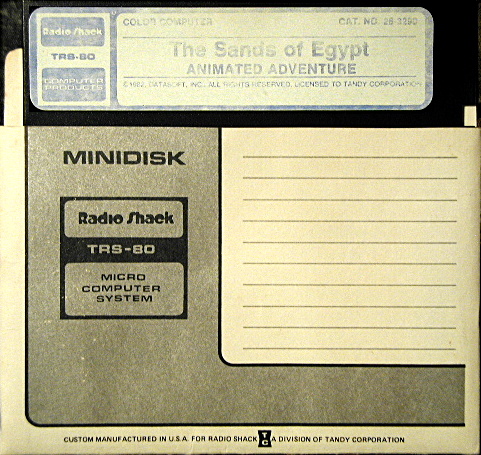 Radio Shack
TRS-80
COMPUTER
PRODUCTS
COLOR COMPUTER
CAT. NO. 26-3290
The Sands of Egypt
ANIMATED ADVENTURE
©1982, DATASOFT, INC., ALL RIGHTS RESERVED. LICENSED TO TANDY CORPORATION
MINIDISK
Radio Shack
TRS-80
MICRO
COMPUTER
SYSTEM
CUSTOM MANUFACTURED IN U.S.A. FOR RADIO SHACK TC A DIVISION OF TANDY CORPORATION